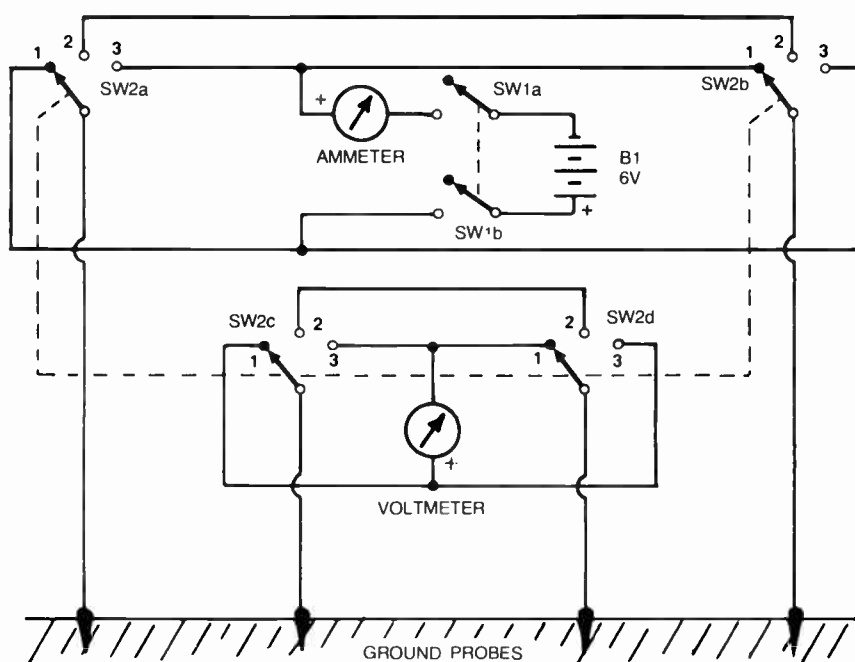 2
2
1
3
1
3
SW2a
SW1a
SW2b
+
AMMETER
B1
6V
+
SW1b
SW2c
2
2
SW2d
1
3
1
3
+
VOLTMETER
GROUND PROBES